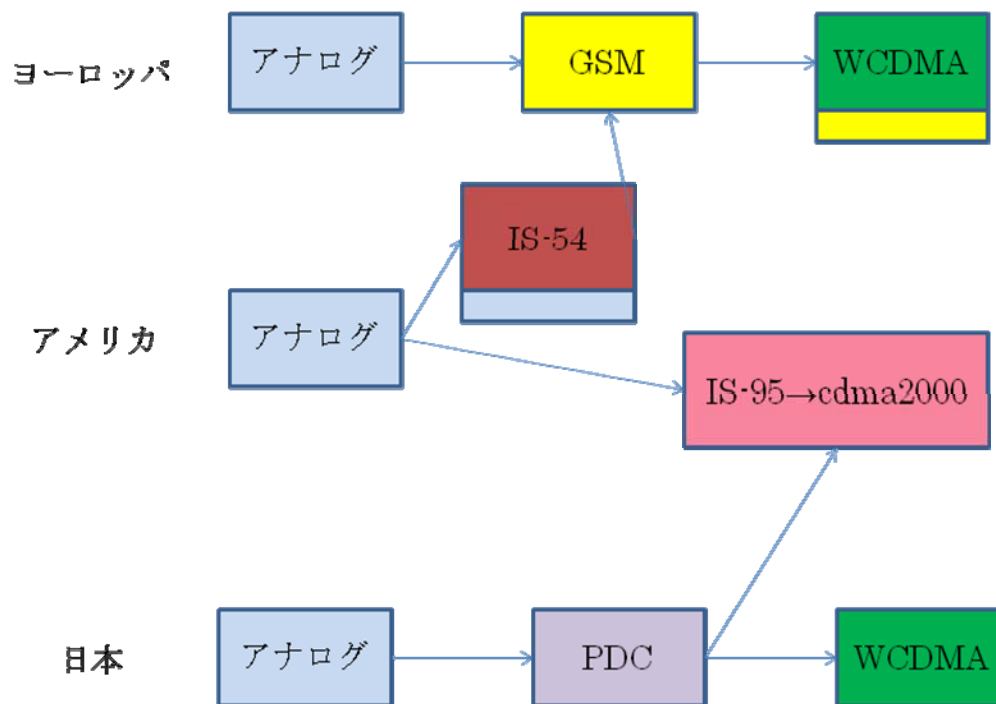 ヨーロッパ
アナログ
GSM
WCDMA
IS-54
アメリカ
アナログ
IS-95→cdma2000
日本
アナログ
PDC
WCDMA